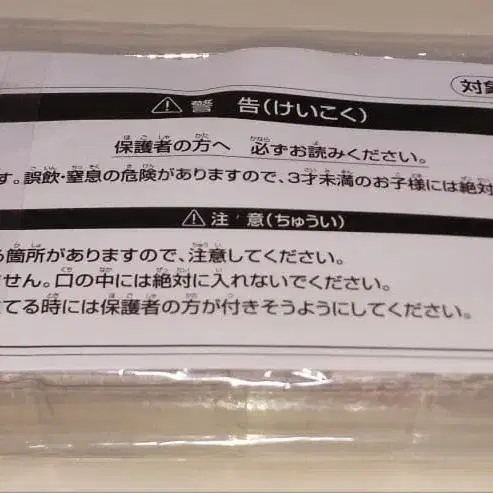 対象
⚠警 告(けいこく)
保護者の方へ 必ずお読みください。
す。誤飲・窒息の危険がありますので、3才未満のお子様には絶対
⚠注 意(ちゅうい)
箇所がありますので、注意してください。
ません。口の中には絶対に入れないでください。
てる時には保護者の方が付きそうようにしてください。